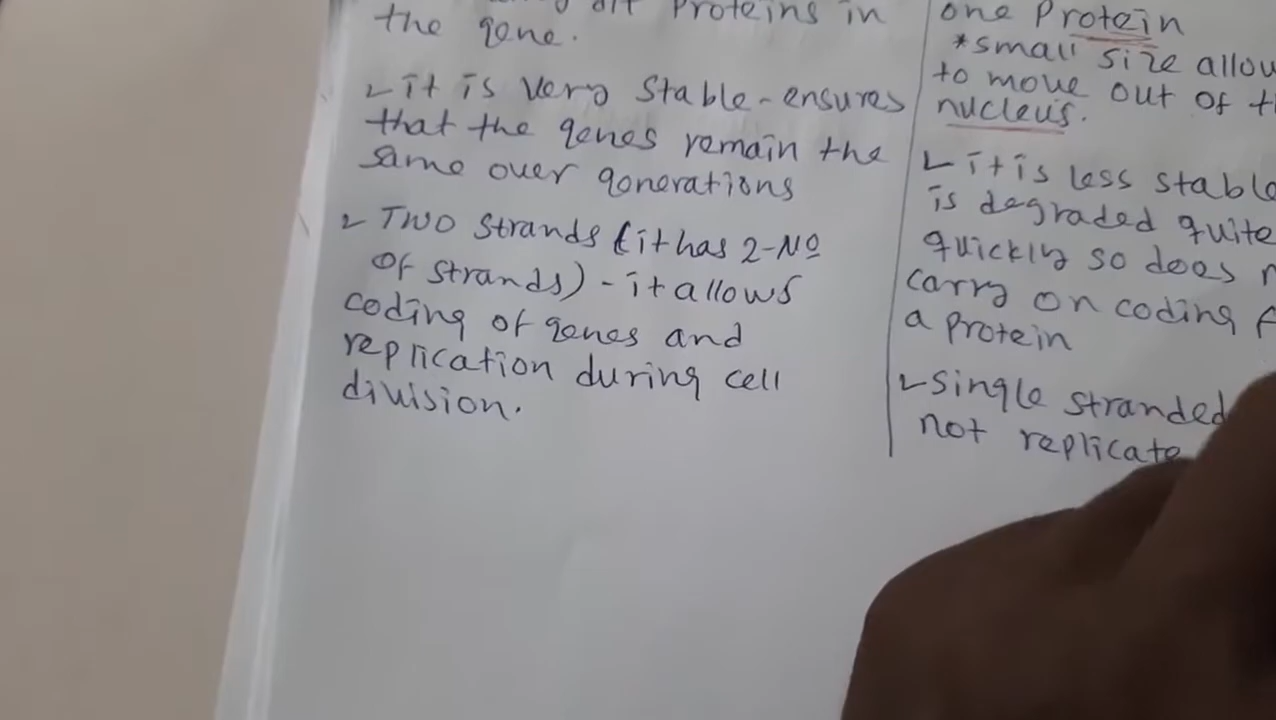 Proteins in
the gene.
it is very stable-ensures
that the genes remain the
same over generations
Two strands (it has 2-No
of strands) - it allows
coding of genes and
replication during cell
division.
one Protein
*small size allow
to move out of th
nucleus.
it is less stable
is degraded quite
quickly so does n
carry on coding f
a protein
single stranded
not replicate